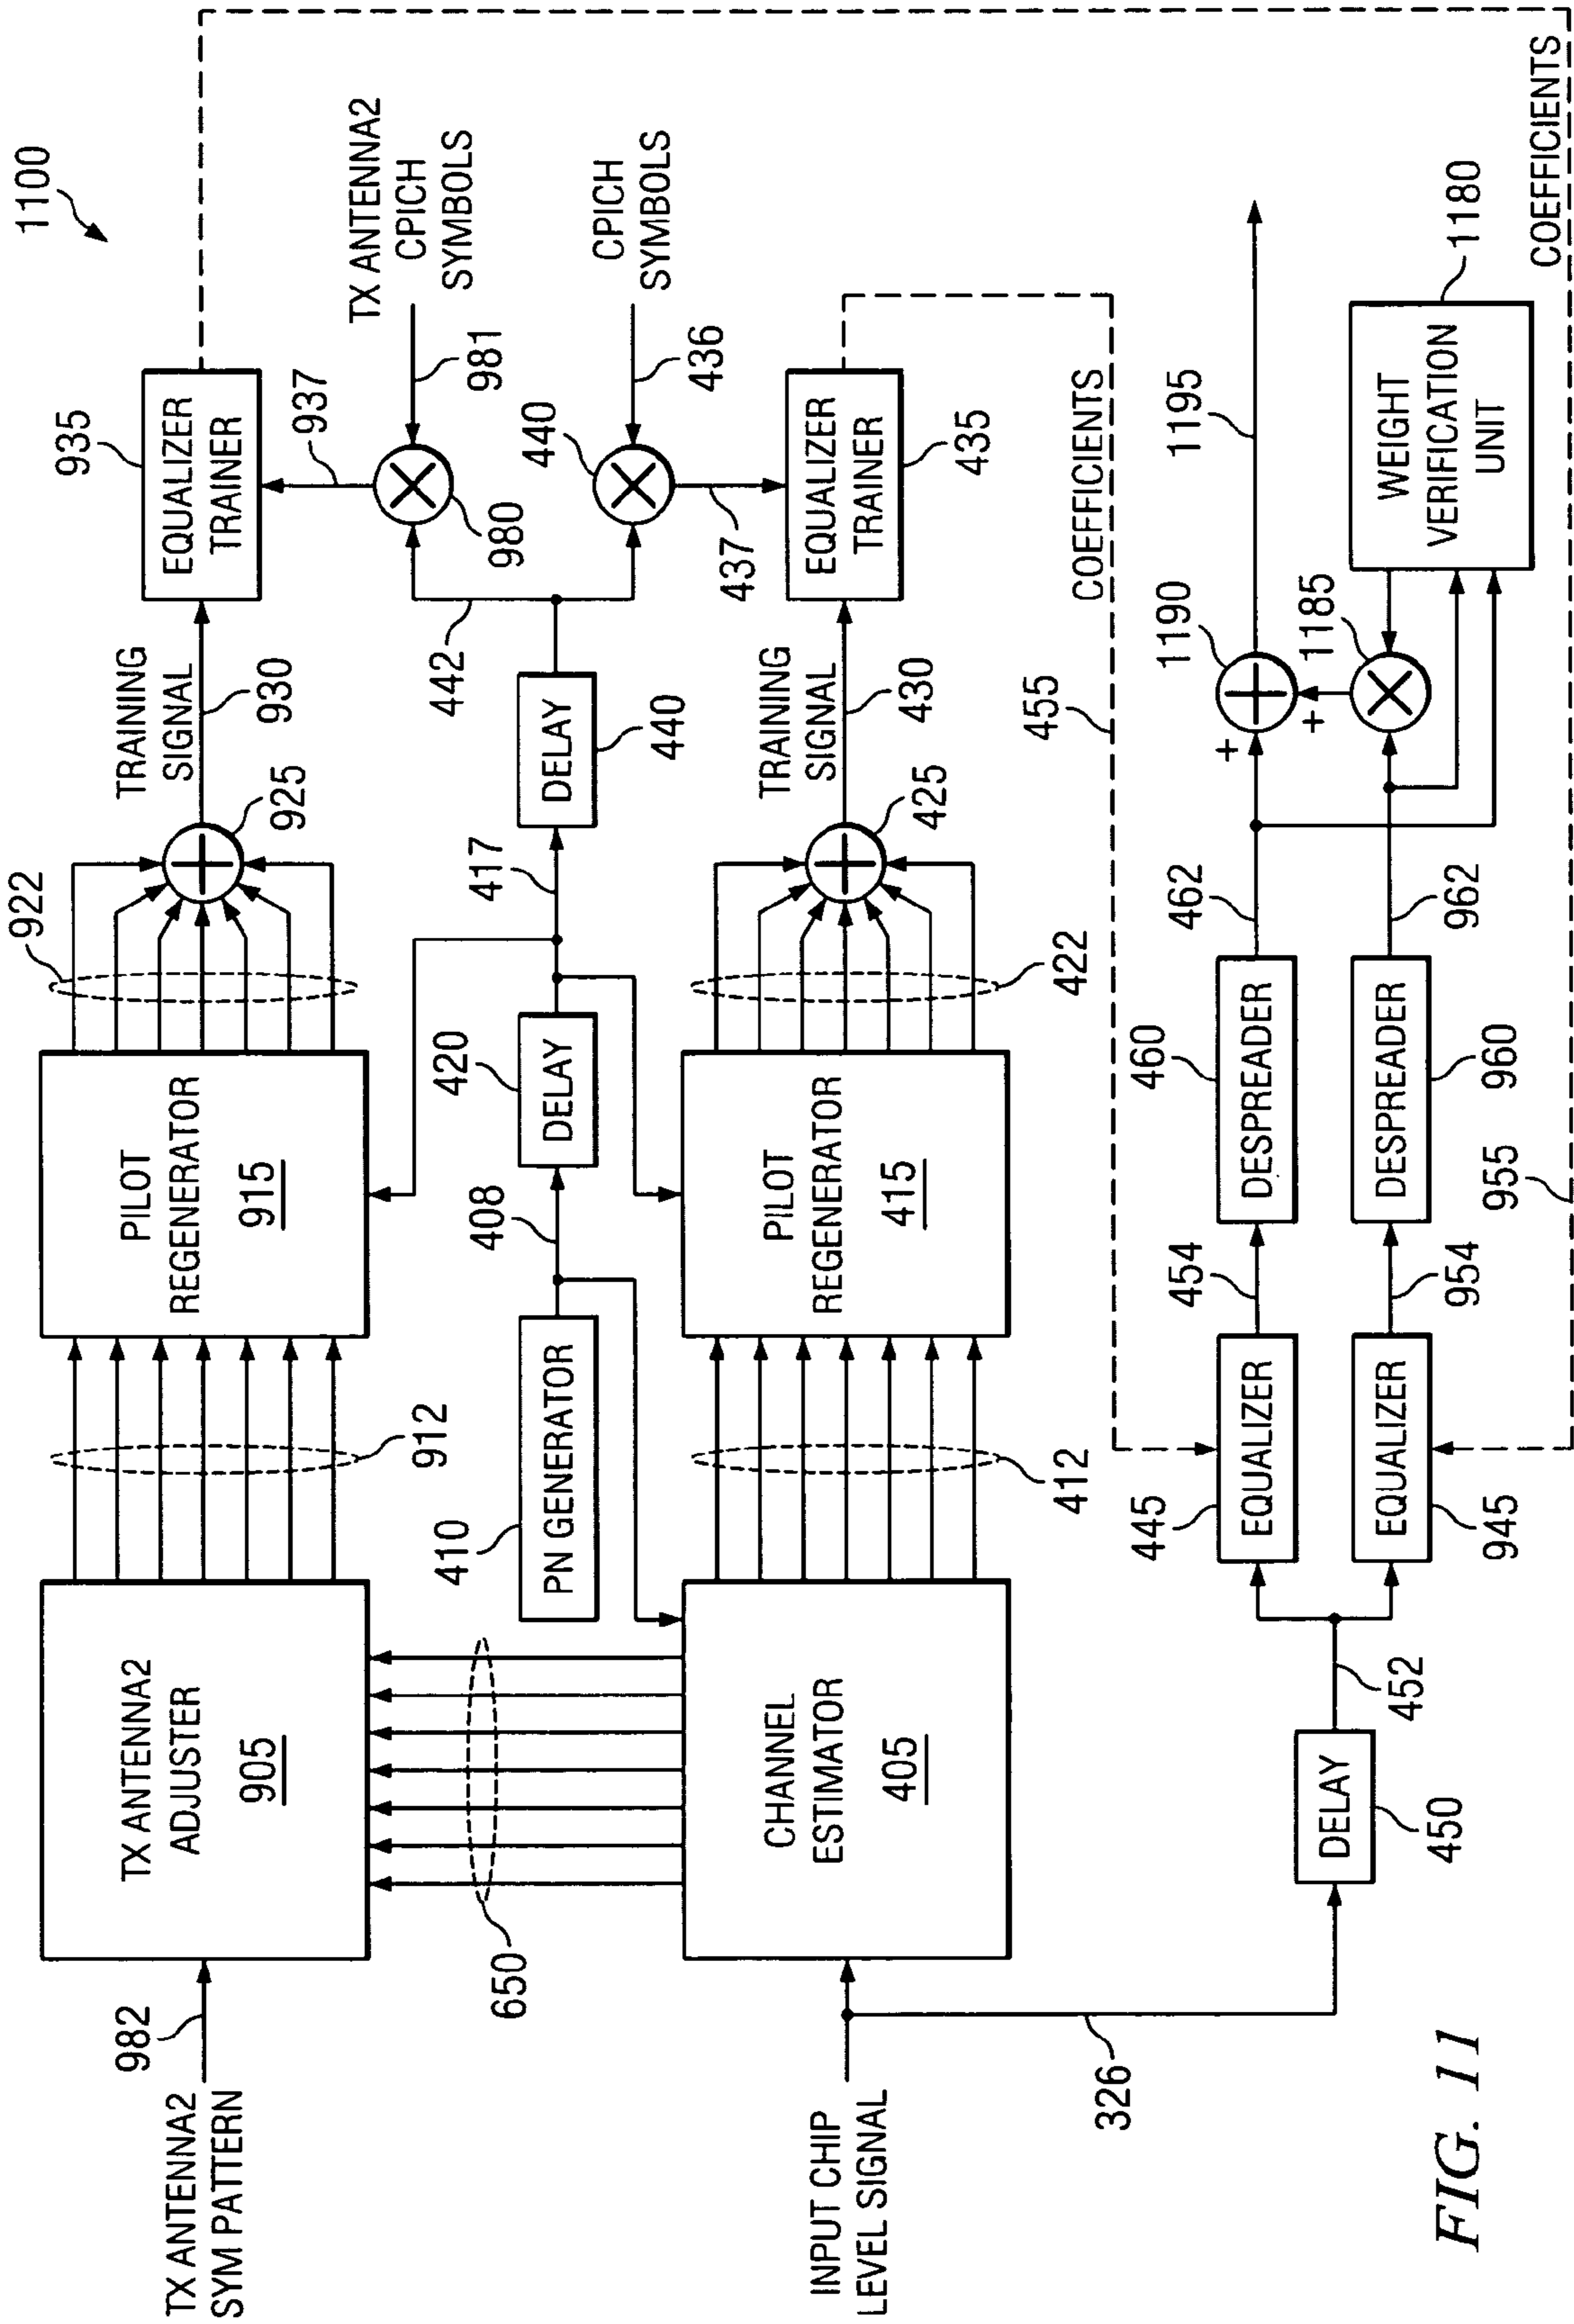 1100
TX ANTENNA2
SYM PATTERN
982
TX ANTENNA2
ADJUSTER
905
912
PILOT
REGENERATOR
915
922
925
TRAINING
SIGNAL
930
935
EQUALIZER
TRAINER
937
TX ANTENNA2
CPICH
SYMBOLS
981
980
650
410
PN GENERATOR
408
420
DELAY
417
DELAY
440
442
440
CPICH
SYMBOLS
436
437
INPUT CHIP
LEVEL SIGNAL
326
CHANNEL
ESTIMATOR
405
412
PILOT
REGENERATOR
415
422
425
TRAINING
SIGNAL
430
EQUALIZER
TRAINER
435
COEFFICIENTS
455
DELAY
450
452
445
EQUALIZER
454
460
DESPREADER
462
+
+
1190
1195
EQUALIZER
945
954
DESPREADER
960
962
1185
WEIGHT
VERIFICATION
UNIT
1180
955
COEFFICIENTS
FIG. 11